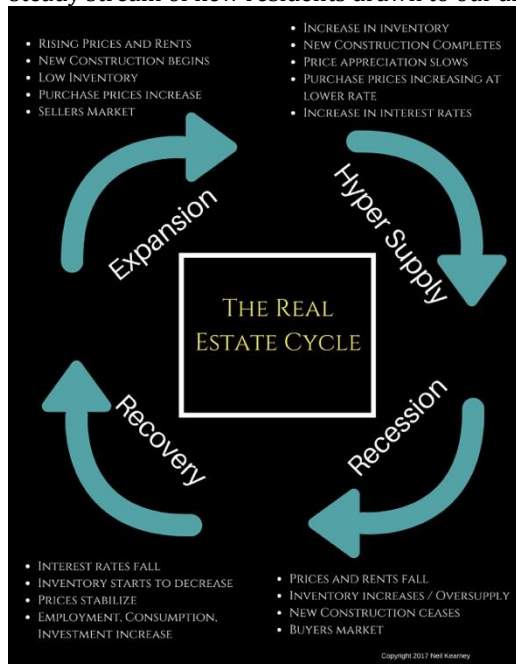 steady stream of new residents drawn to our
• Rising Prices and Rents
• New Construction begins
• Low Inventory
• Purchase prices increase
• Sellers Market
• Increase in inventory
• New Construction Completes
• Price appreciation slows
• Purchase prices increasing at
lower rate
• Increase in interest rates
Expansion
Hyper Supply
The Real
Estate Cycle
Recovery
Recession
• Interest rates fall
• Inventory starts to decrease
• Prices stabilize
• Employment, Consumption,
Investment increase
• Prices and rents fall
• Inventory increases / Oversupply
• New Construction ceases
• Buyers market
Copyright 2017 Neil Kearney